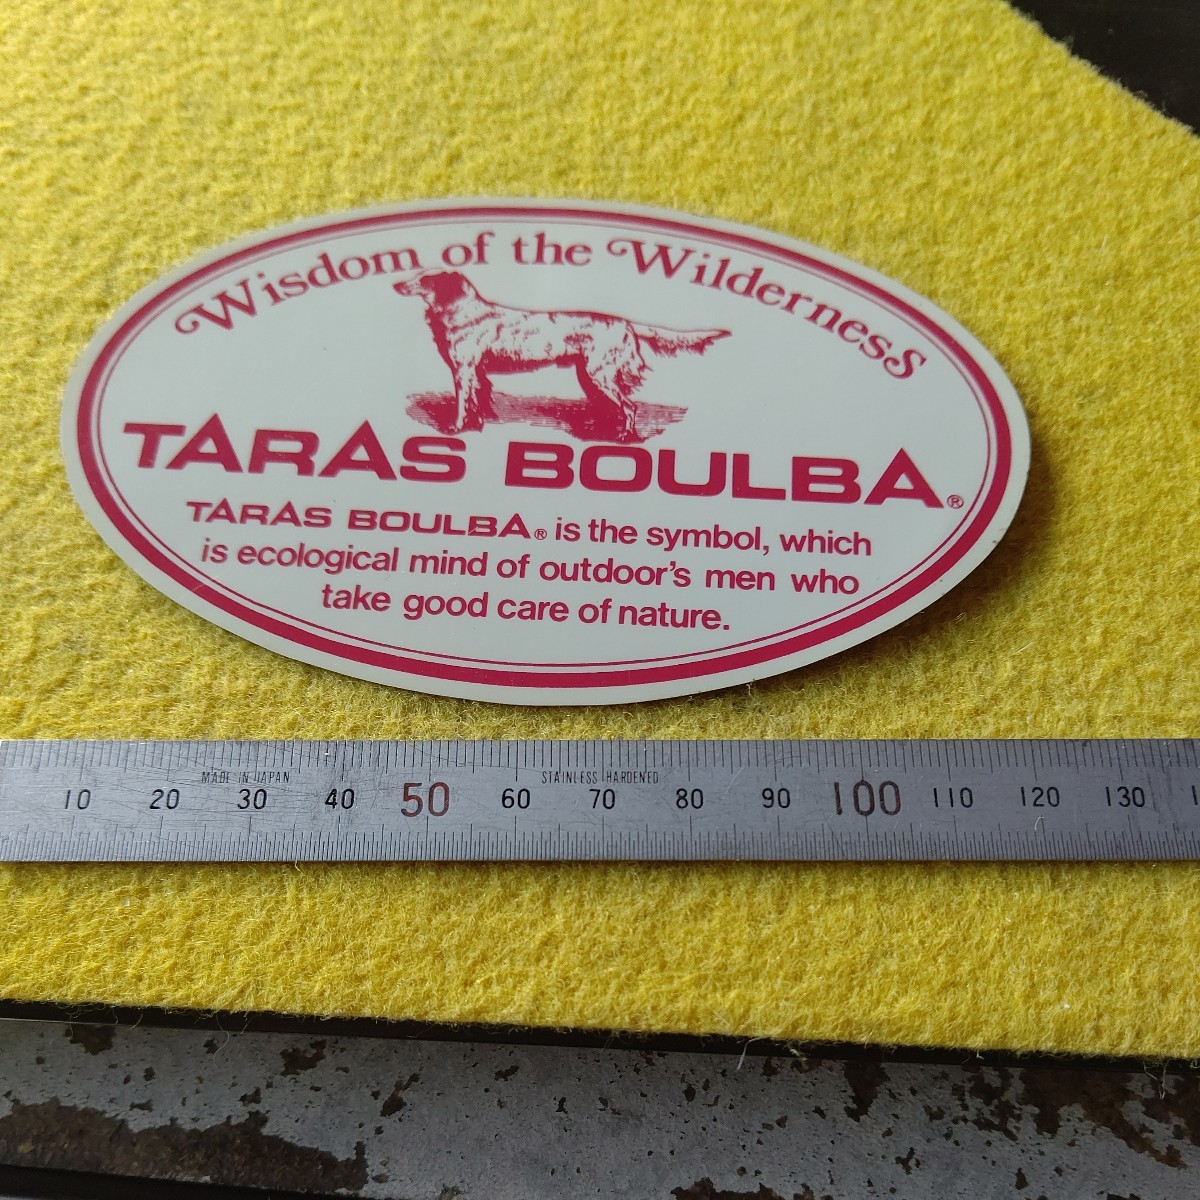 Wisdom of the Wilderness
TARAS BOULBA®
TARAS BOULBA® is the symbol, which
is ecological mind of outdoor's men who
take good care of nature.
MADE IN JAPAN STAINLESS HARDENED
10 20 30 40 50 60 70 80 90 100 110 120 130